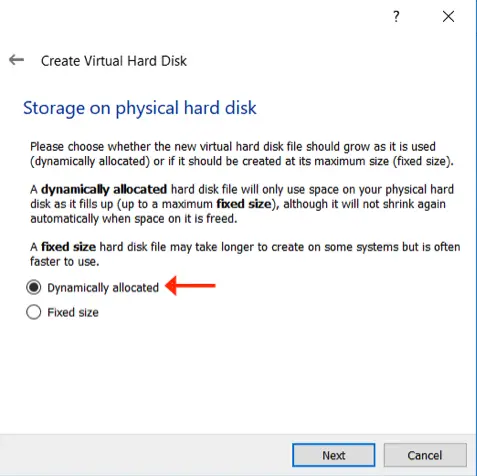 ?
Create Virtual Hard Disk
Storage on physical hard disk
Please choose whether the new virtual hard disk file should grow as it is used
(dynamically allocated) or if it should be created at its maximum size (fixed size).
A dynamically allocated hard disk file will only use space on your physical hard
disk as it fills up (up to a maximum fixed size), although it will not shrink again
automatically when space on it is freed.
A fixed size hard disk file may take longer to create on some systems but is often
faster to use.
Dynamically allocated
Fixed size
Next Cancel